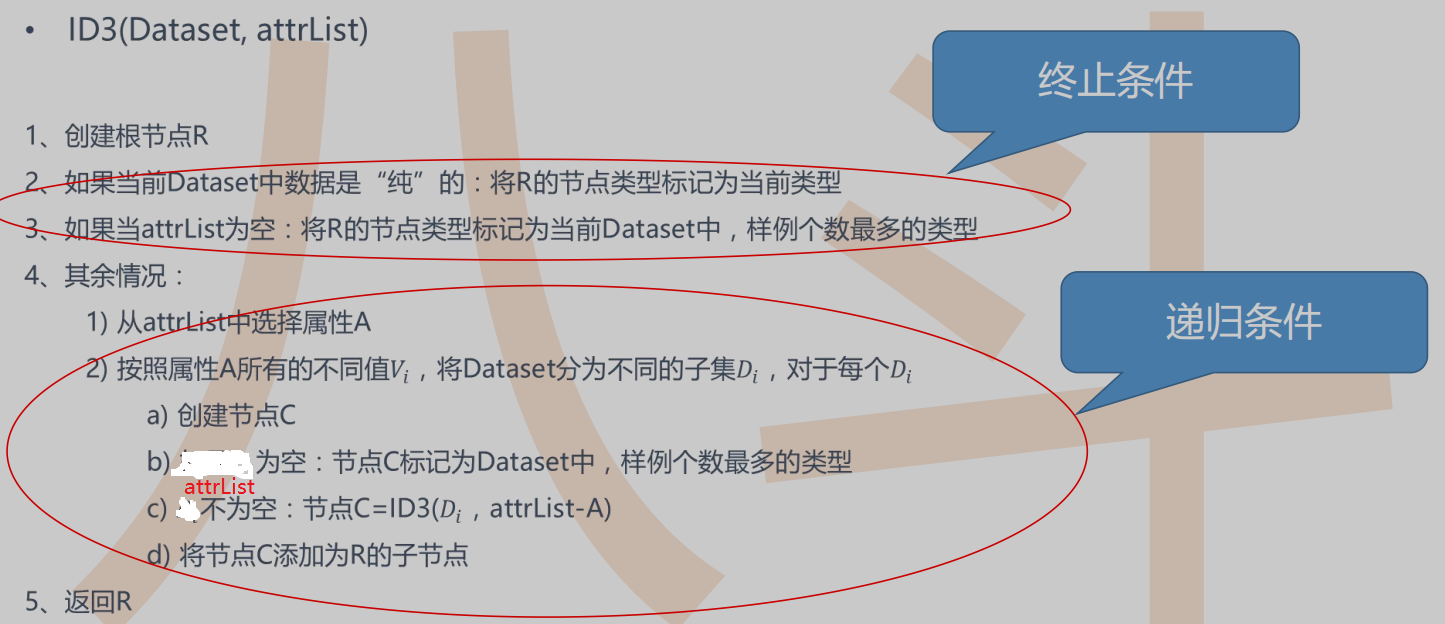 • ID3(Dataset, attrList)
终止条件
1、创建根节点R
2、如果当前Dataset中数据是“纯”的：将R的节点类型标记为当前类型
3、如果当attrList为空：将R的节点类型标记为当前Dataset中，样例个数最多的类型
4、其余情况：
递归条件
1) 从attrList中选择属性A
2) 按照属性A所有的不同值Vᵢ，将Dataset分为不同的子集Dᵢ，对于每个Dᵢ
a) 创建节点C
b) 为空：节点C标记为Dataset中，样例个数最多的类型
attrList
c) 不为空：节点C=ID3(Dᵢ，attrList-A)
d) 将节点C添加为R的子节点
5、返回R